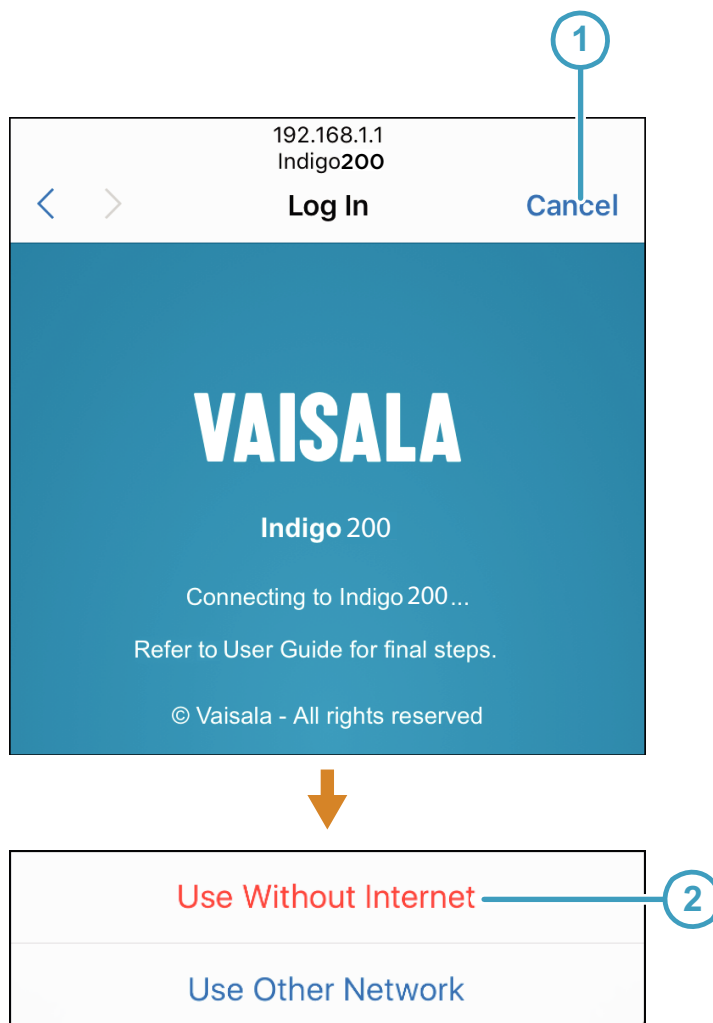 1
192.168.1.1
Indigo200
Log In Cancel
VAISALA
Indigo 200
Connecting to Indigo 200...
Refer to User Guide for final steps.
© Vaisala - All rights reserved
Use Without Internet 2
Use Other Network